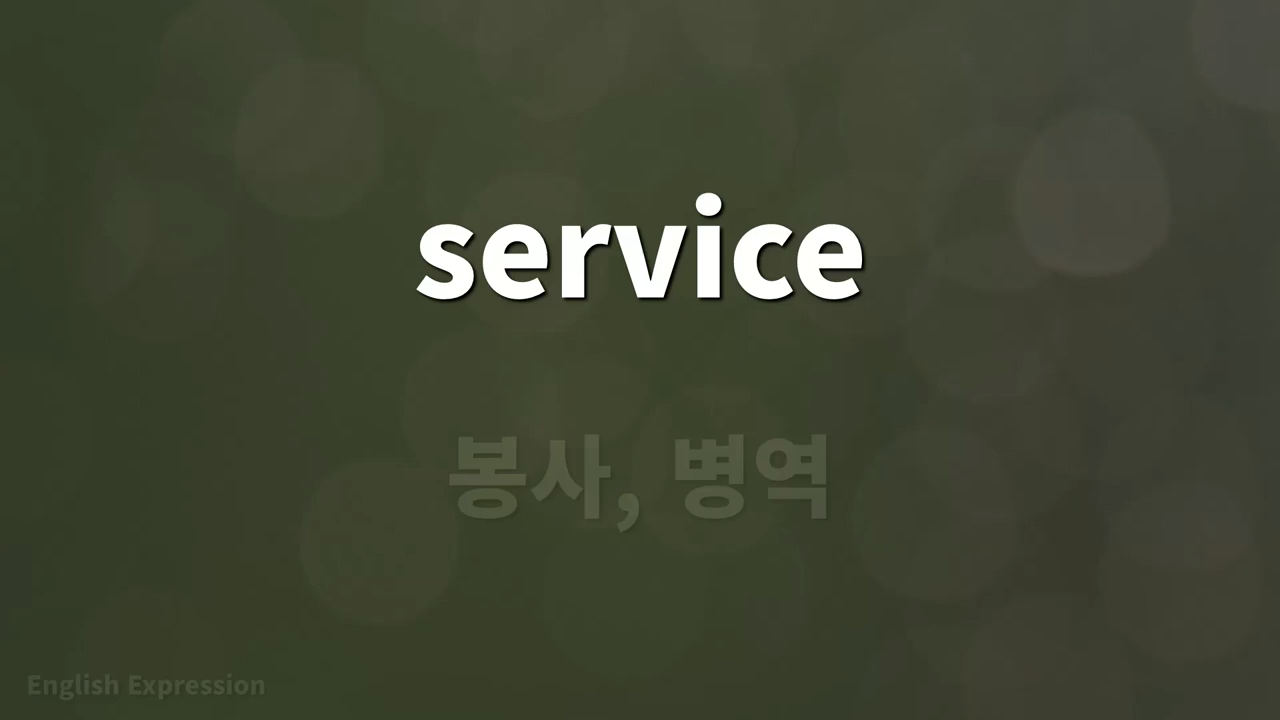 service
봉사, 병역
English Expression